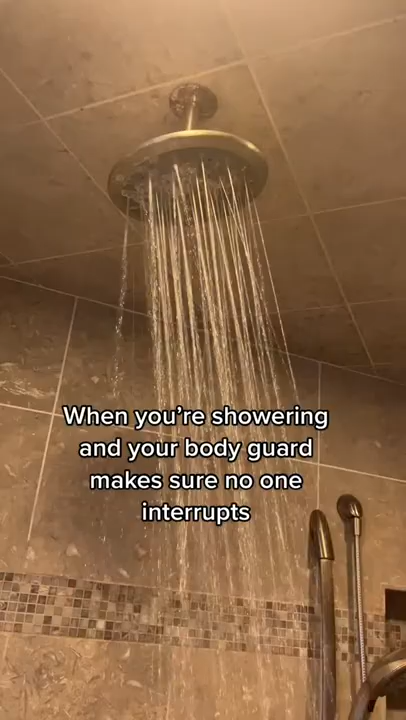 When you’re showering
and your body guard
makes sure no one
interrupts